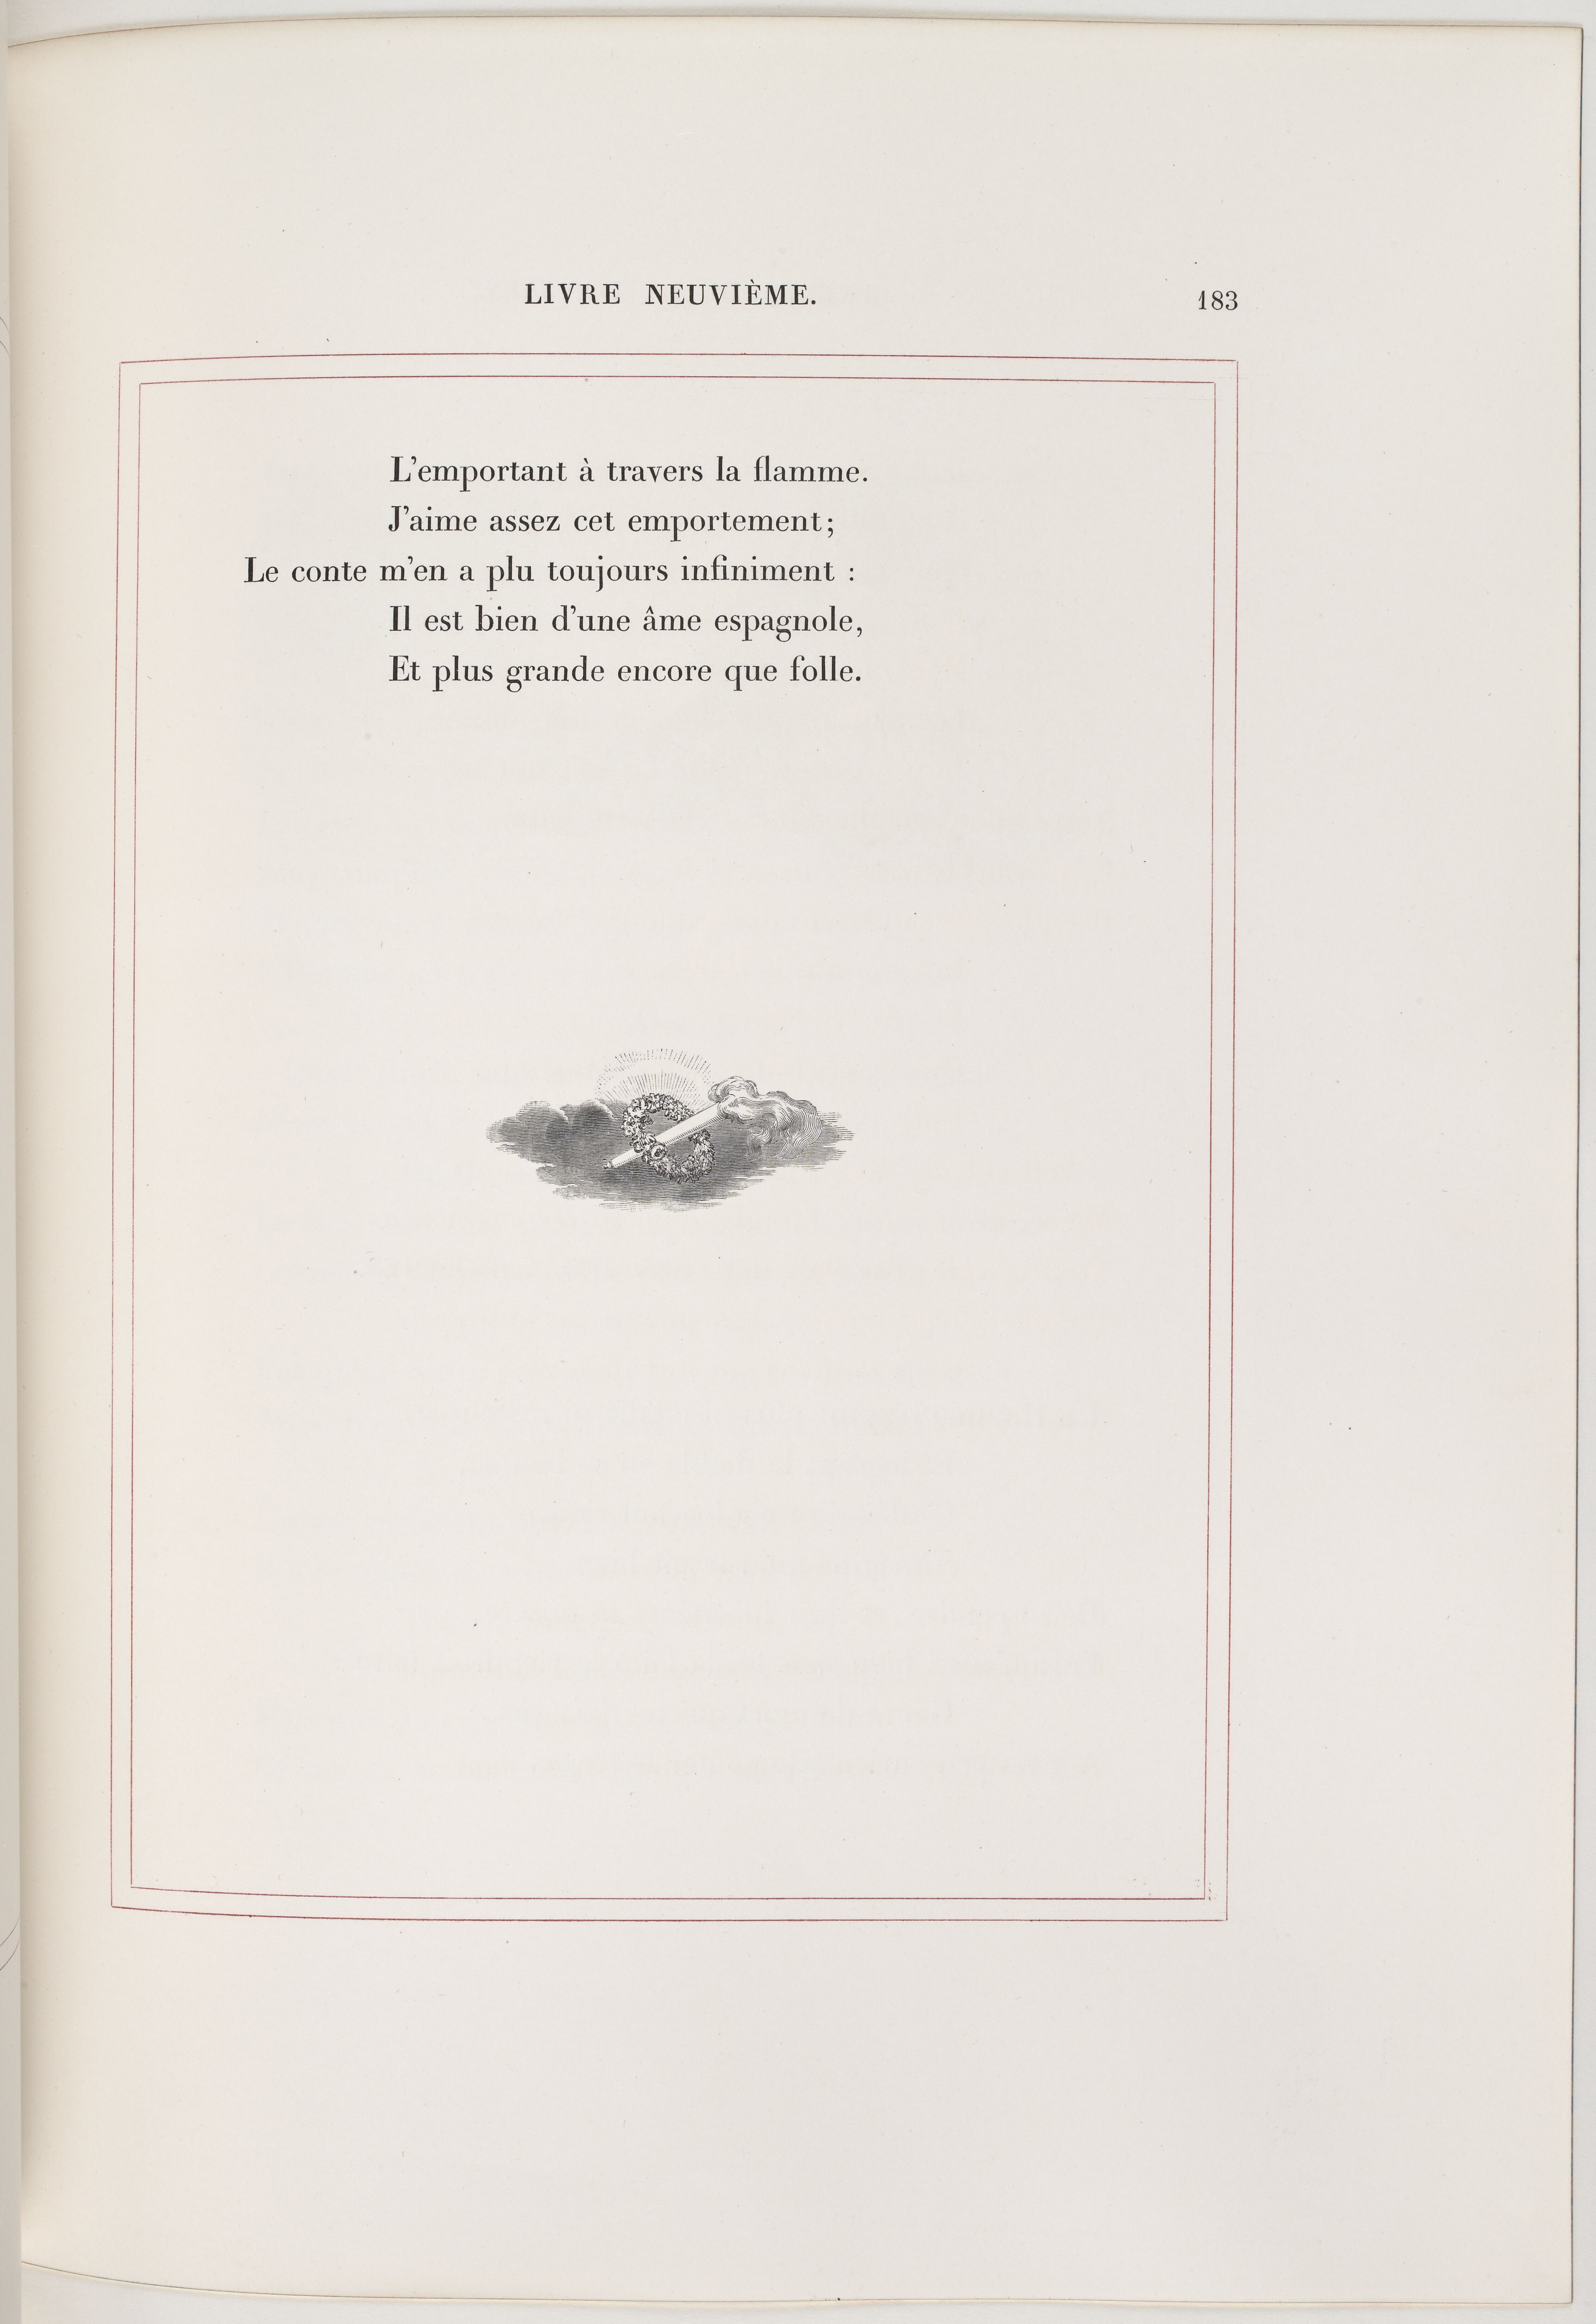 LIVRE NEUVIÈME. 183
L'emportant à travers la flamme.
J'aime assez cet emportement;
Le conte m'en a plu toujours infiniment :
Il est bien d'une âme espagnole,
Et plus grande encore que folle.